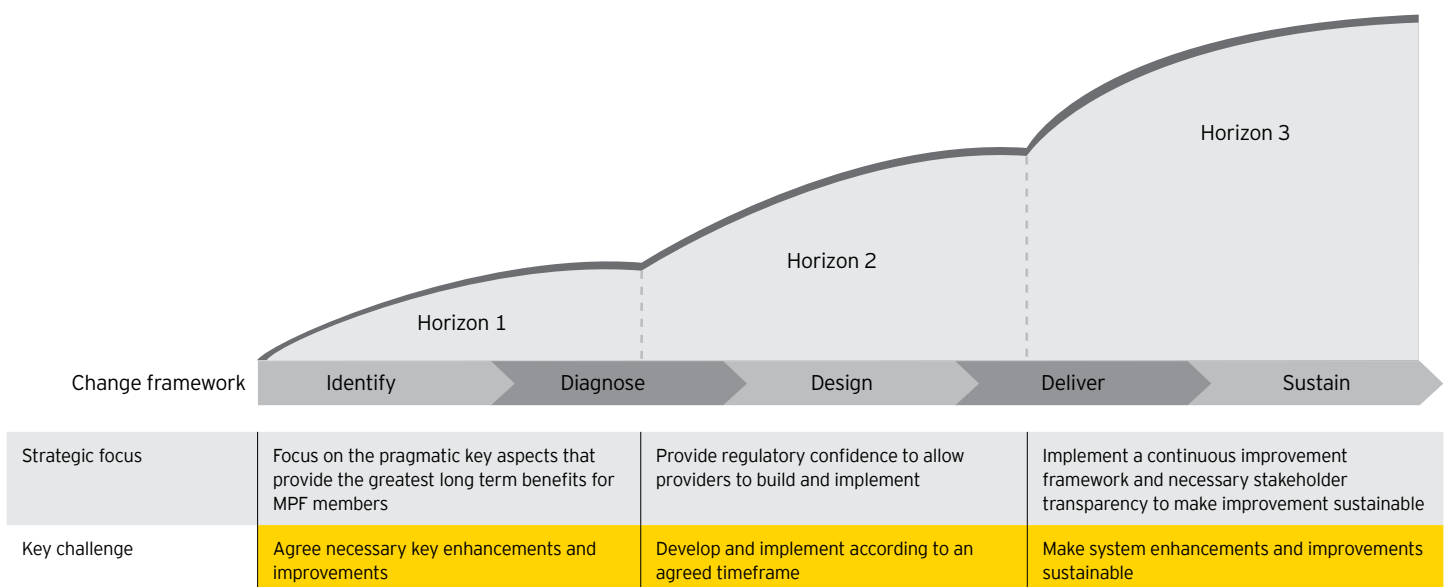 Horizon 3
Horizon 2
Horizon 1
Change framework
Identify
Diagnose
Design
Deliver
Sustain
Strategic focus
Focus on the pragmatic key aspects that
provide the greatest long term benefits for
MPF members
Provide regulatory confidence to allow
providers to build and implement
Implement a continuous improvement
framework and necessary stakeholder
transparency to make improvement sustainable
Key challenge
Agree necessary key enhancements and
improvements
Develop and implement according to an
agreed timeframe
Make system enhancements and improvements
sustainable